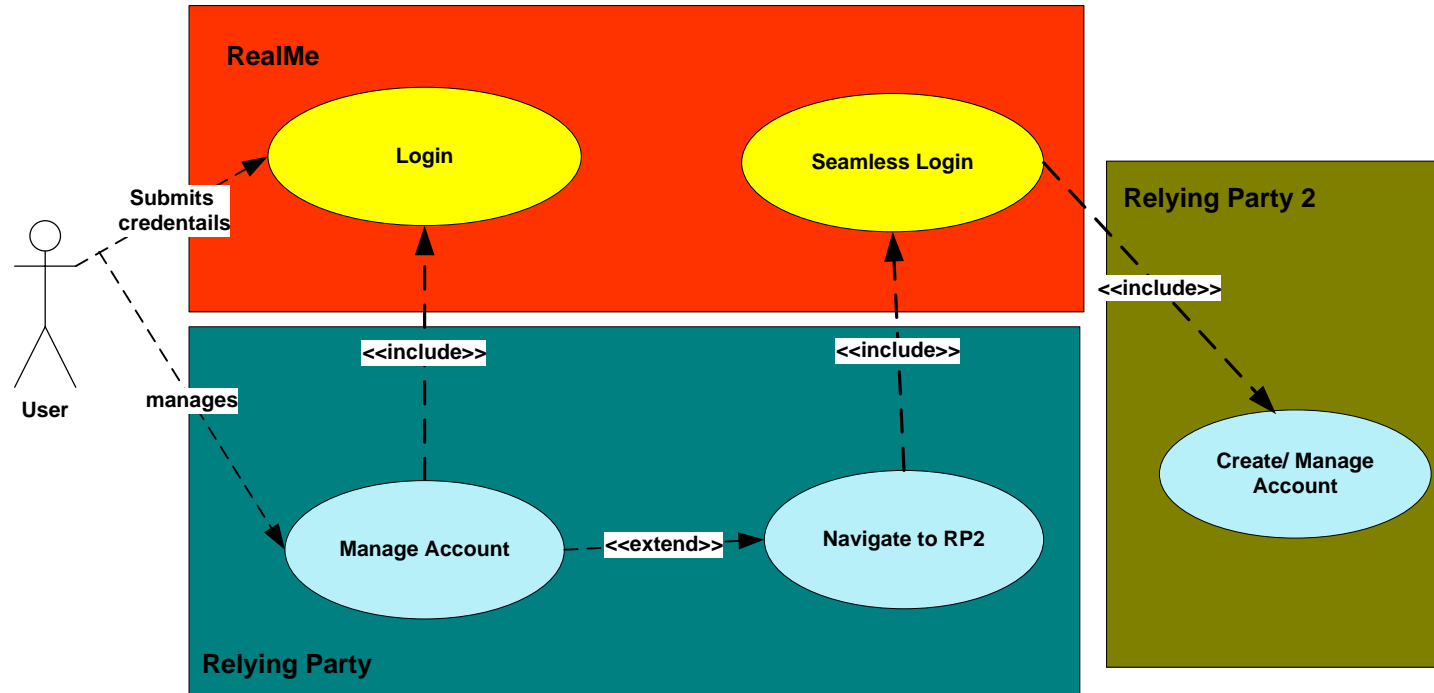 RealMe
Login
Seamless Login
Submits
credentails
Relying Party 2
<<include>>
<<include>>
<<include>>
manages
User
Create/ Manage
Account
Manage Account
<<extend>>
Navigate to RP2
Relying Party